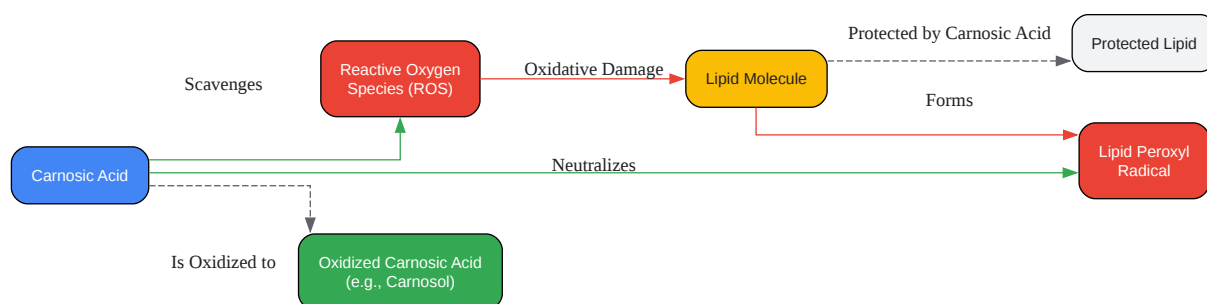 Protected by Carnosic Acid
Protected Lipid
Scavenges
Reactive Oxygen
Species (ROS)
Oxidative Damage
Lipid Molecule
Forms
Carnosic Acid
Neutralizes
Lipid Peroxyl
Radical
Is Oxidized to
Oxidized Carnosic Acid
(e.g., Carnosol)